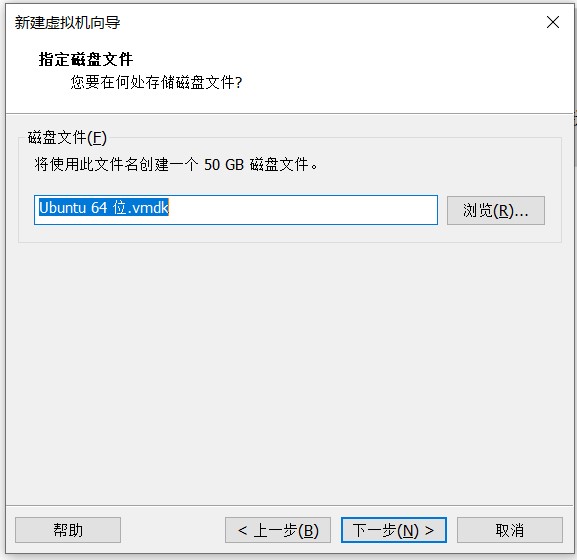 新建虚拟机向导
指定磁盘文件
您要在何处存储磁盘文件?
磁盘文件(F)
将使用此文件名创建一个 50 GB 磁盘文件。
Ubuntu 64 位.vmdk
浏览(R)...
帮助
< 上一步(B)
下一步(N) >
取消